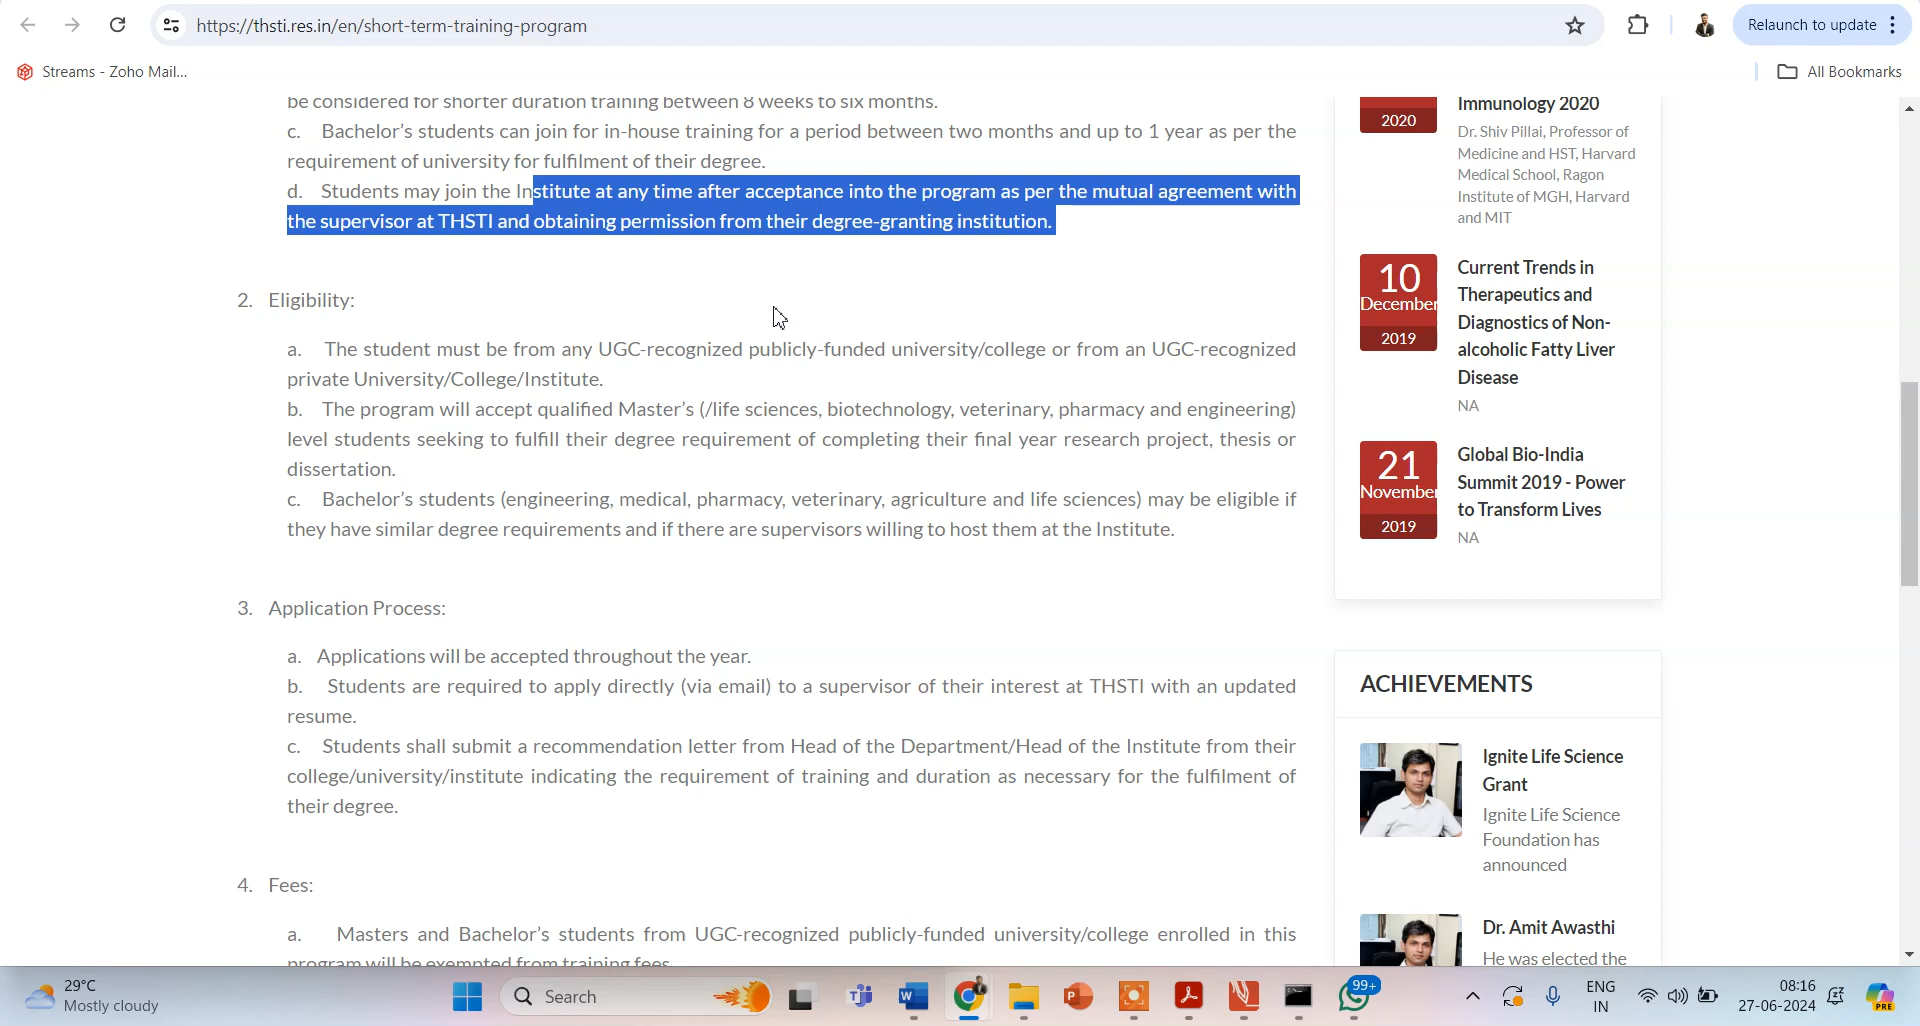 https://thsti.res.in/en/short-term-training-program
Relaunch to update
Streams - Zoho Mail...
All Bookmarks
be considered for shorter duration training between 8 weeks to six months.
c. Bachelor's students can join for in-house training for a period between two months and up to 1 year as per the
requirement of university for fulfilment of their degree.
d. Students may join the Institute at any time after acceptance into the program as per the mutual agreement with
the supervisor at THSTI and obtaining permission from their degree-granting institution.
2. Eligibility:
a. The student must be from any UGC-recognized publicly-funded university/college or from an UGC-recognized
private University/College/Institute.
b. The program will accept qualified Master's (/life sciences, biotechnology, veterinary, pharmacy and engineering)
level students seeking to fulfill their degree requirement of completing their final year research project, thesis or
dissertation.
c. Bachelor's students (engineering, medical, pharmacy, veterinary, agriculture and life sciences) may be eligible if
they have similar degree requirements and if there are supervisors willing to host them at the Institute.
3. Application Process:
a. Applications will be accepted throughout the year.
b. Students are required to apply directly (via email) to a supervisor of their interest at THSTI with an updated
resume.
c. Students shall submit a recommendation letter from Head of the Department/Head of the Institute from their
college/university/institute indicating the requirement of training and duration as necessary for the fulfilment of
their degree.
4. Fees:
a. Masters and Bachelor's students from UGC-recognized publicly-funded university/college enrolled in this
program will be exempted from training fees
2020
Immunology 2020
Dr. Shiv Pillai, Professor of
Medicine and HST, Harvard
Medical School, Ragon
Institute of MGH, Harvard
and MIT
10
December
2019
Current Trends in
Therapeutics and
Diagnostics of Non-
alcoholic Fatty Liver
Disease
NA
21
November
2019
Global Bio-India
Summit 2019 - Power
to Transform Lives
NA
ACHIEVEMENTS
Ignite Life Science
Grant
Ignite Life Science
Foundation has
announced
Dr. Amit Awasthi
He was elected the
29°C
Mostly cloudy
Search
99+
ENG
IN
08:16
27-06-2024
PRE